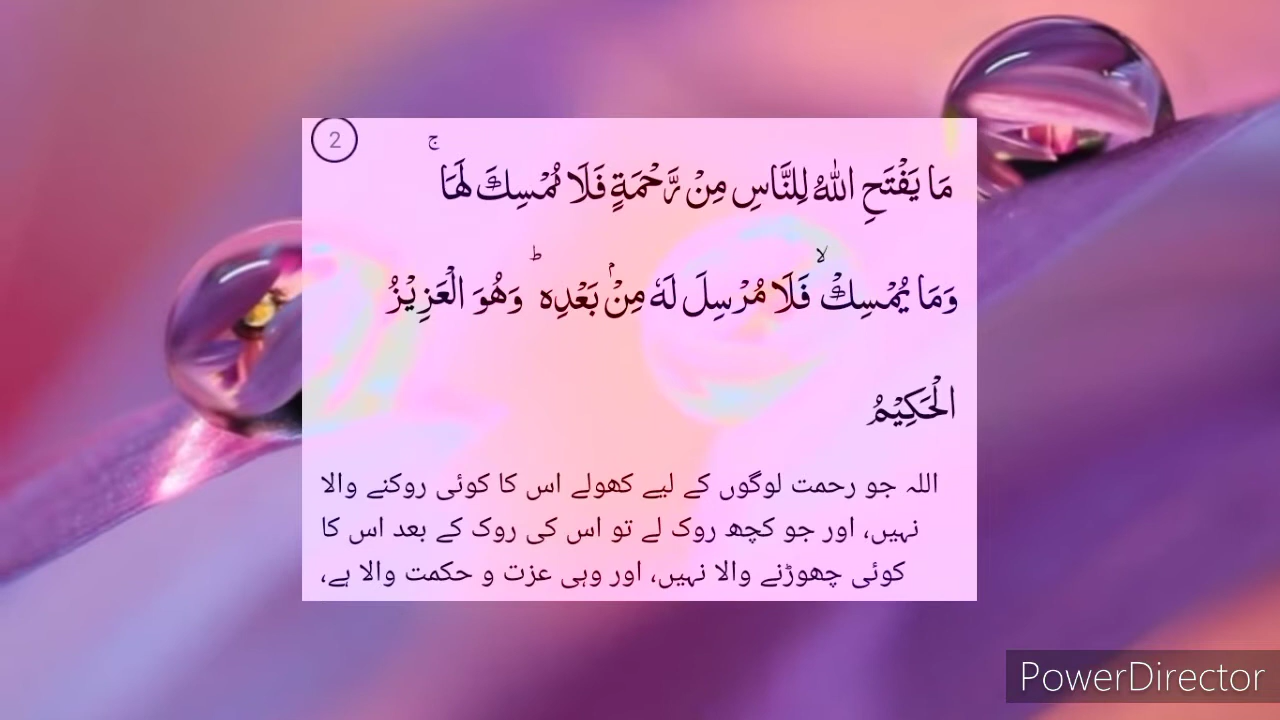 2
مَا يَفْتَحِ اللّٰهُ لِلنَّاسِ مِنْ رَّحْمَةٍ فَلَا مُمْسِكَ لَهَا ۚ
وَمَا يُمْسِكْ ۙ فَلَا مُرْسِلَ لَهٗ مِنْۢ بَعْدِهٖ ؕ وَهُوَ الْعَزِيْزُ
الْحَكِيْمُ
اللہ جو رحمت لوگوں کے لیے کھولے اس کا کوئی روکنے والا
نہیں، اور جو کچھ روک لے تو اس کی روک کے بعد اس کا
کوئی چھوڑنے والا نہیں، اور وہی عزت و حکمت والا ہے،
PowerDirector